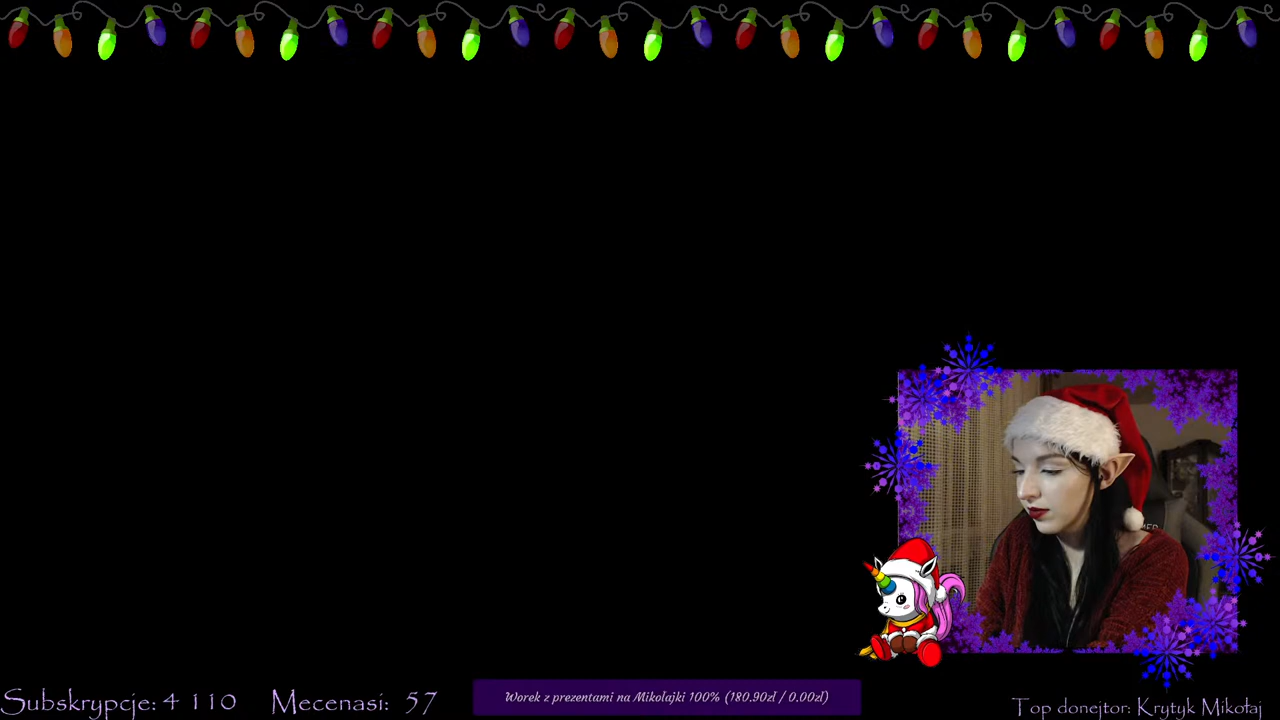 Subskrypcje: 4 110
Mecenasi: 57
Worek z prezentami na Mikołajki 100% (180.90zł / 0.00zł)
Top donejtor: Krytyk Mikołaj